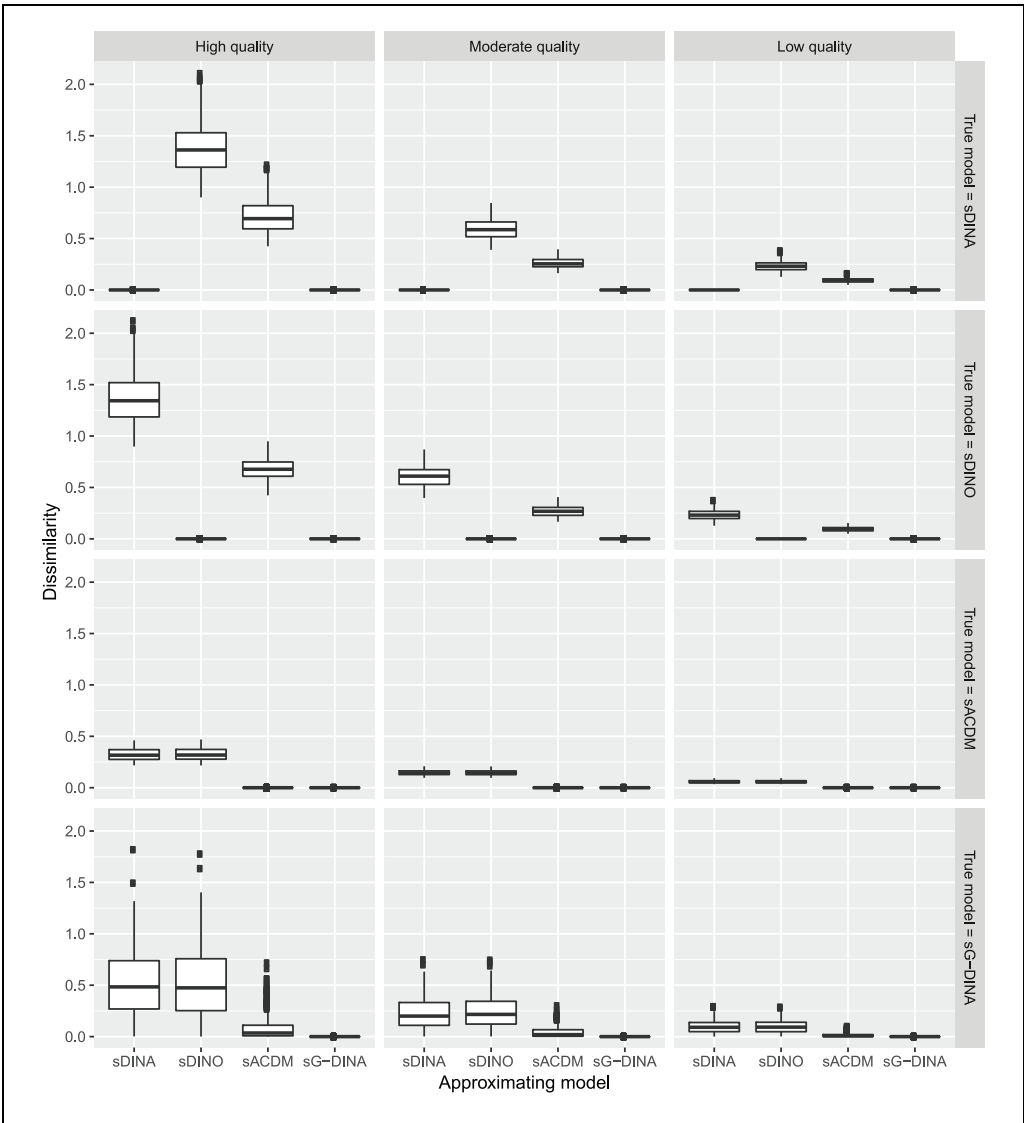 High quality Moderate quality Low quality
2.0
1.5
1.0
0.5
0.0
True model = sDINA
2.0
1.5
1.0
0.5
0.0
True model = sDINO
2.0
1.5
1.0
0.5
0.0
True model = sACDM
2.0
1.5
1.0
0.5
0.0
True model = sG−DINA
Dissimilarity
sDINA sDINO sACDM sG−DINA sDINA sDINO sACDM sG−DINA sDINA sDINO sACDM sG−DINA
Approximating model